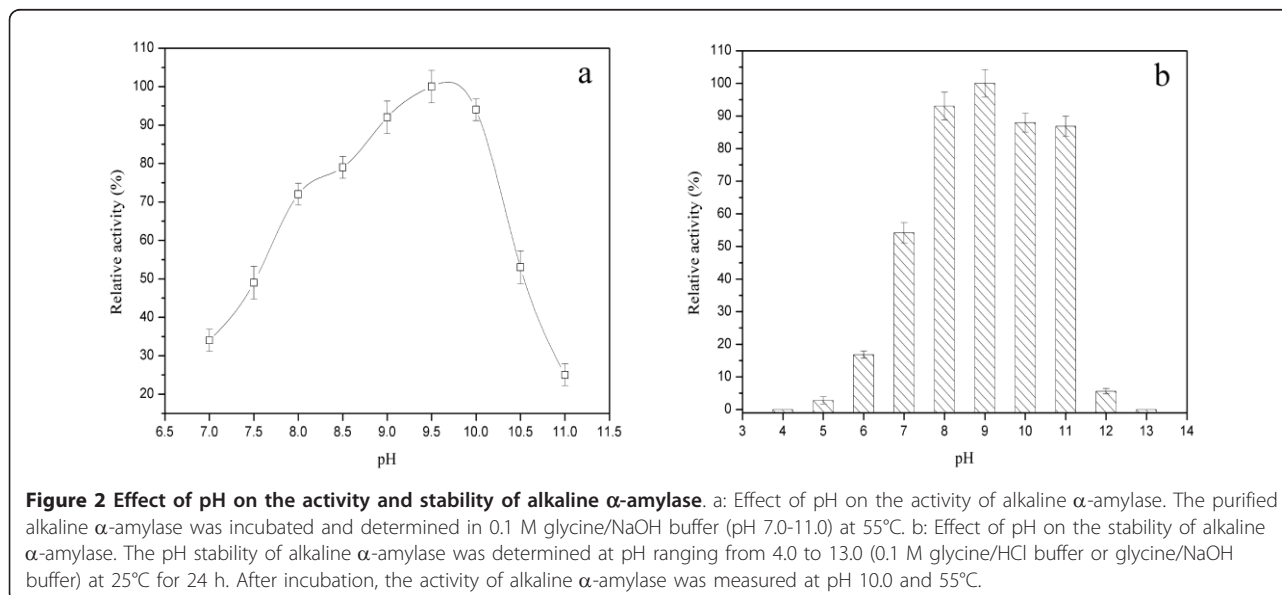 a
110
100
90
80
70
60
50
40
30
20
Relative activity (%)
6.5 7.0 7.5 8.0 8.5 9.0 9.5 10.0 10.5 11.0 11.5
pH
b
110
100
90
80
70
60
50
40
30
20
10
0
Relative activity (%)
3 4 5 6 7 8 9 10 11 12 13 14
pH
Figure 2 Effect of pH on the activity and stability of alkaline α-amylase. a: Effect of pH on the activity of alkaline α-amylase. The purified
alkaline α-amylase was incubated and determined in 0.1 M glycine/NaOH buffer (pH 7.0-11.0) at 55°C. b: Effect of pH on the stability of alkaline
α-amylase. The pH stability of alkaline α-amylase was determined at pH ranging from 4.0 to 13.0 (0.1 M glycine/HCl buffer or glycine/NaOH
buffer) at 25°C for 24 h. After incubation, the activity of alkaline α-amylase was measured at pH 10.0 and 55°C.